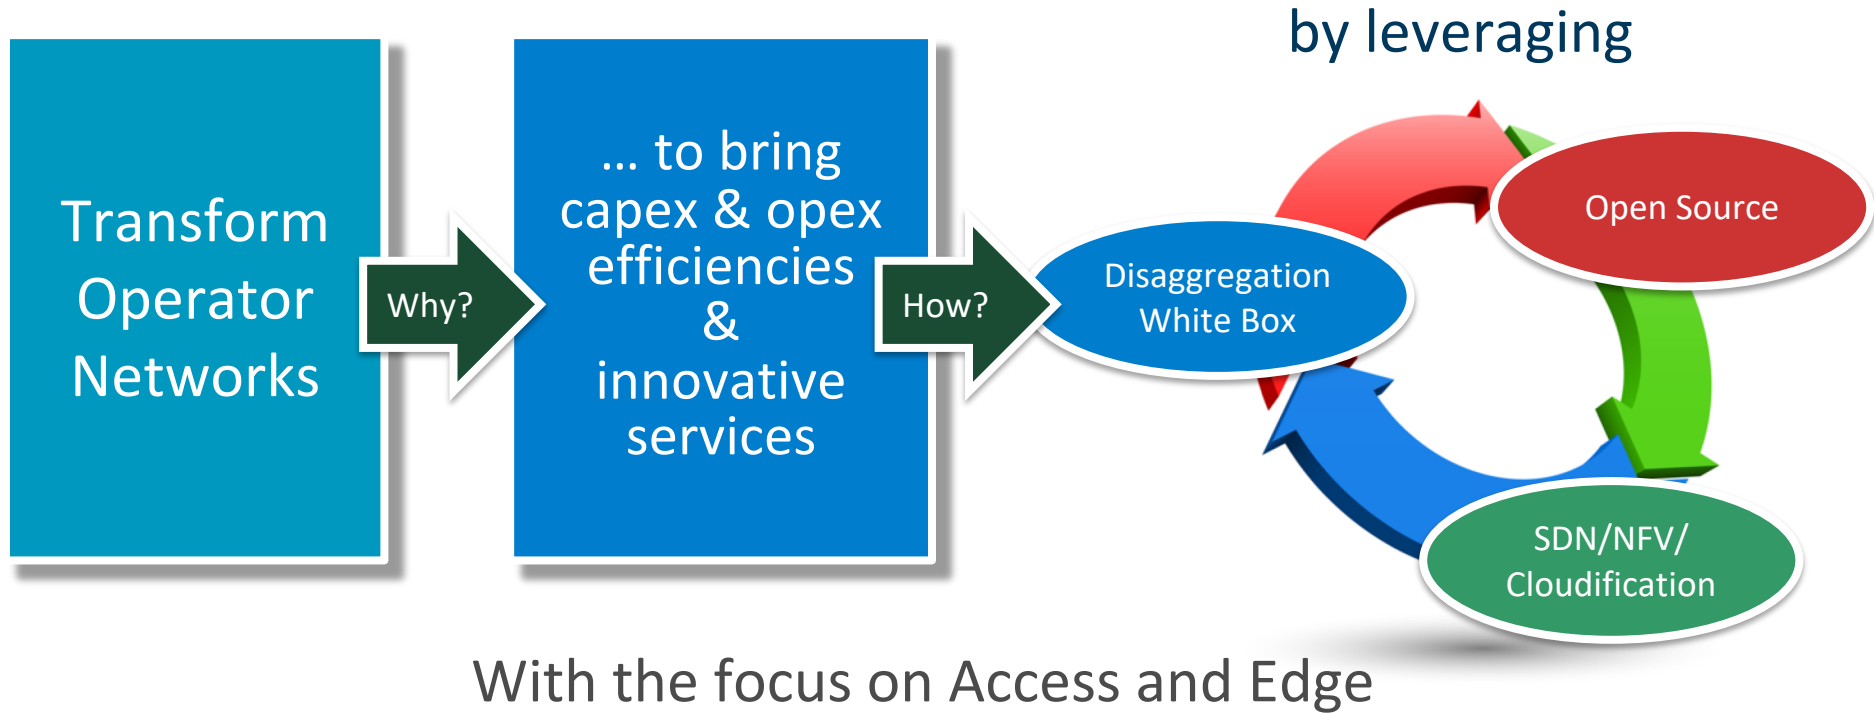 Transform
Operator
Networks
Why?
... to bring
capex & opex
efficiencies
&
innovative
services
How?
by leveraging
Disaggregation
White Box
Open Source
SDN/NFV/
Cloudification
With the focus on Access and Edge